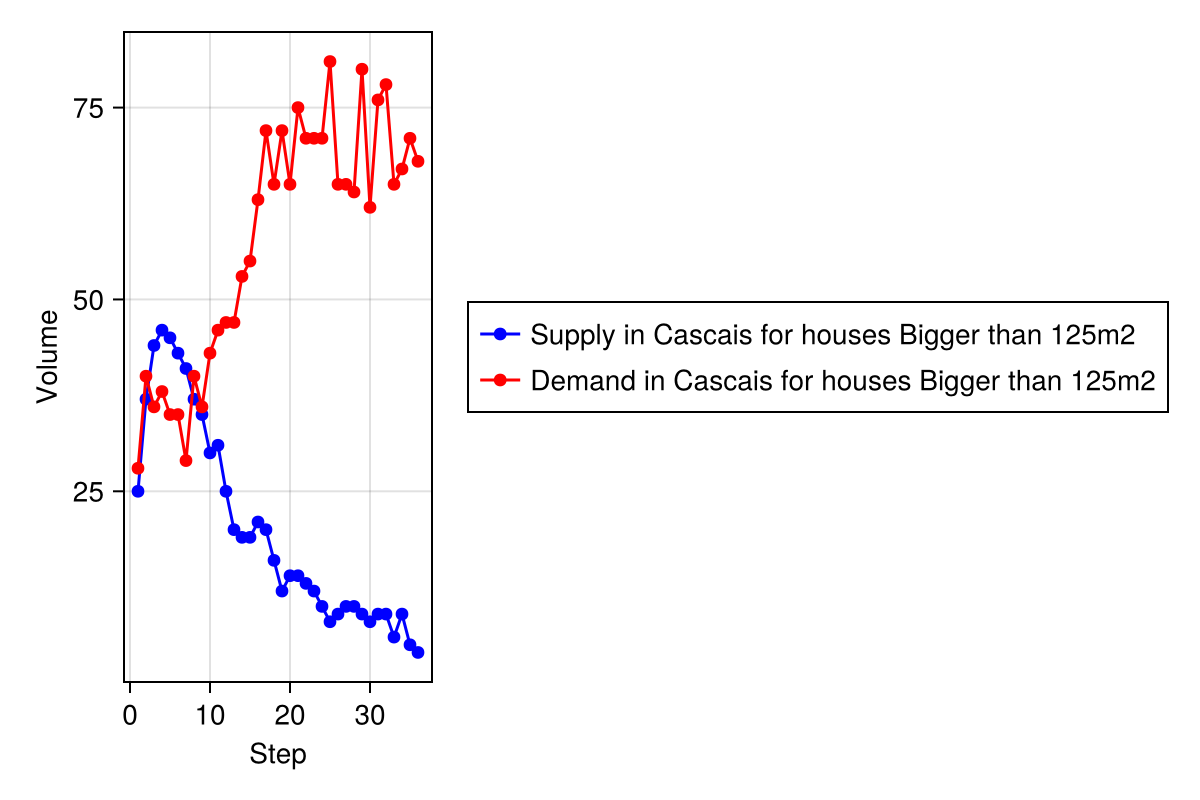 Volume
75
50
25
0 10 20 30
Step
Supply in Cascais for houses Bigger than 125m2
Demand in Cascais for houses Bigger than 125m2